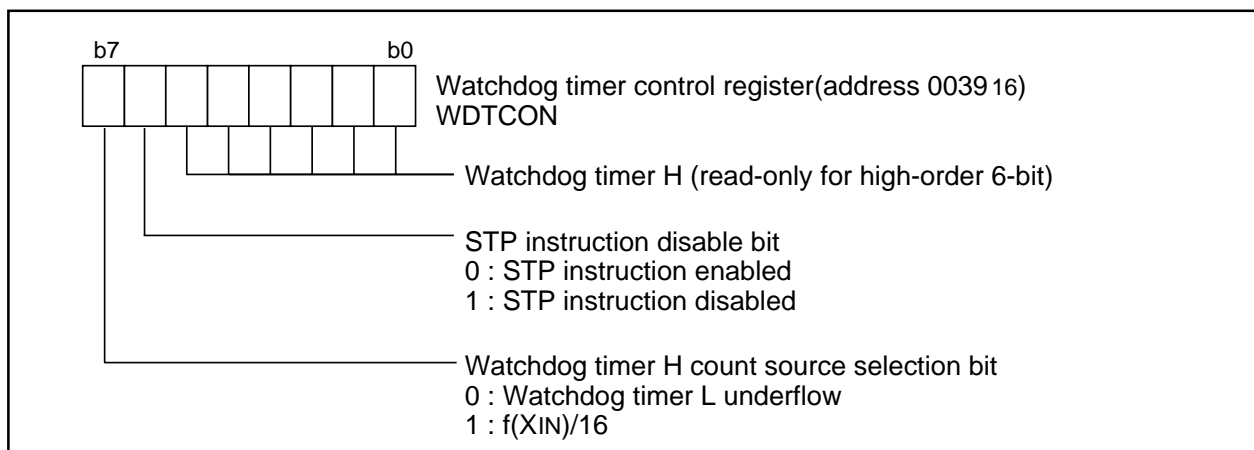 b7 b0
Watchdog timer control register(address 003916)
WDTCON
Watchdog timer H (read-only for high-order 6-bit)
STP instruction disable bit
0 : STP instruction enabled
1 : STP instruction disabled
Watchdog timer H count source selection bit
0 : Watchdog timer L underflow
1 : f(XIN)/16